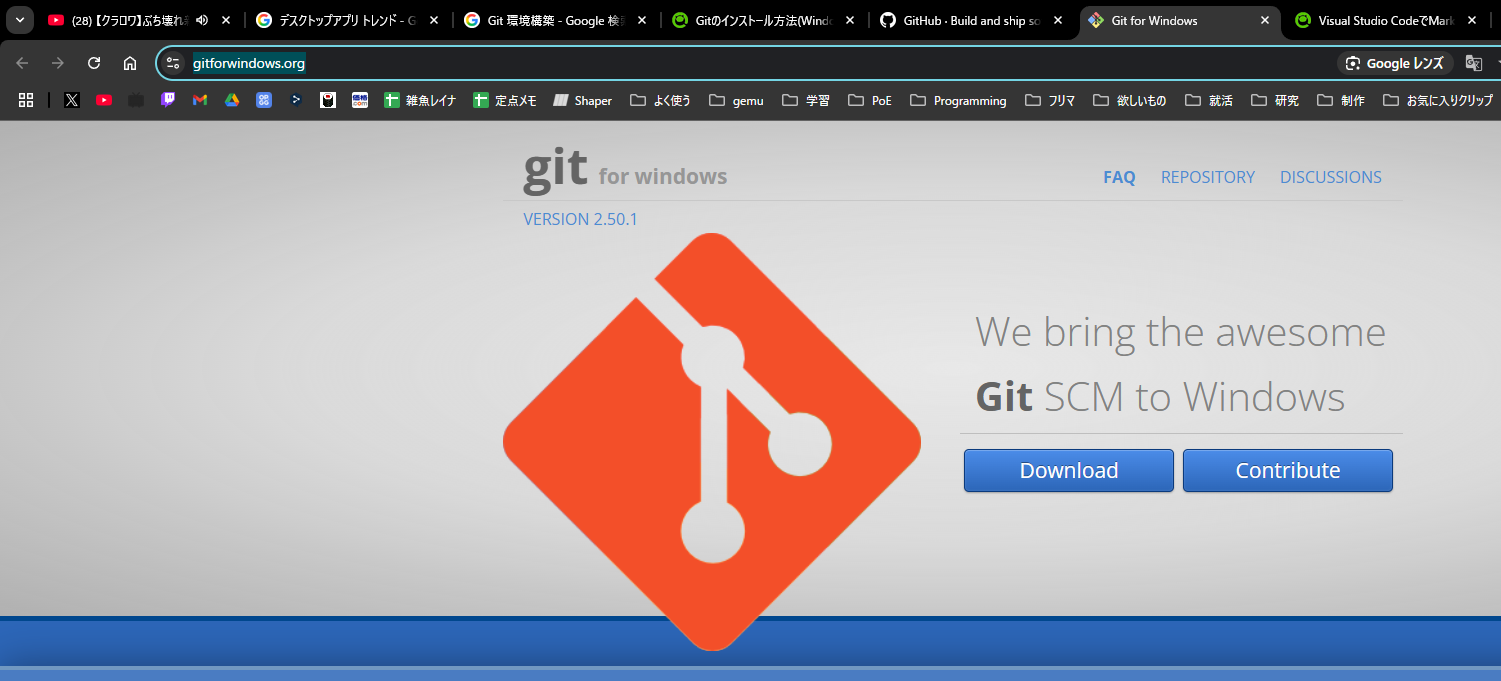 (28) 【クラロワ】ぶち壊れ
デスクトップアプリ トレンド - G
Git 環境構築 - Google 検
Gitのインストール方法(Wind
GitHub · Build and ship so
Git for Windows
Visual Studio CodeでMark
gitforwindows.org
Google レンズ
雑魚レイナ
定点メモ
Shaper
よく使う
gemu
学習
PoE
Programming
フリマ
欲しいもの
就活
研究
制作
お気に入りクリップ
git for windows
FAQ
REPOSITORY
DISCUSSIONS
VERSION 2.50.1
We bring the awesome
Git SCM to Windows
Download
Contribute